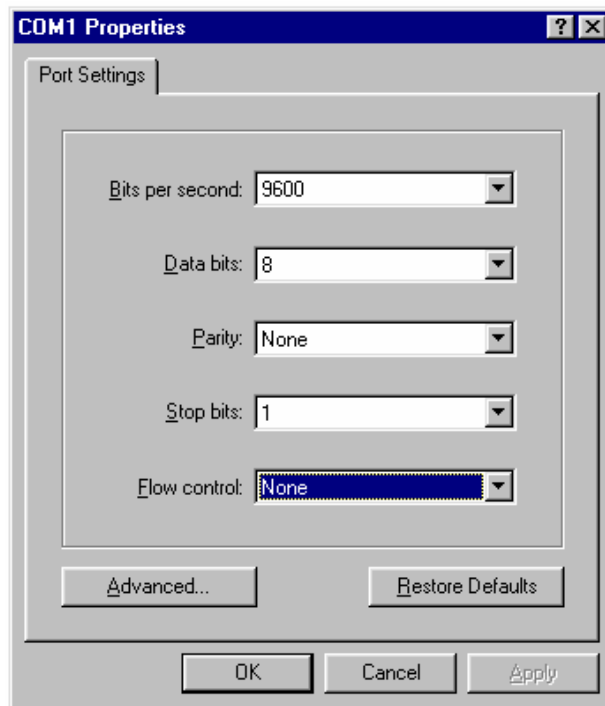 COM1 Properties
Port Settings
Bits per second: 9600
Data bits: 8
Parity: None
Stop bits: 1
Flow control: None
Advanced... Restore Defaults
OK Cancel Apply